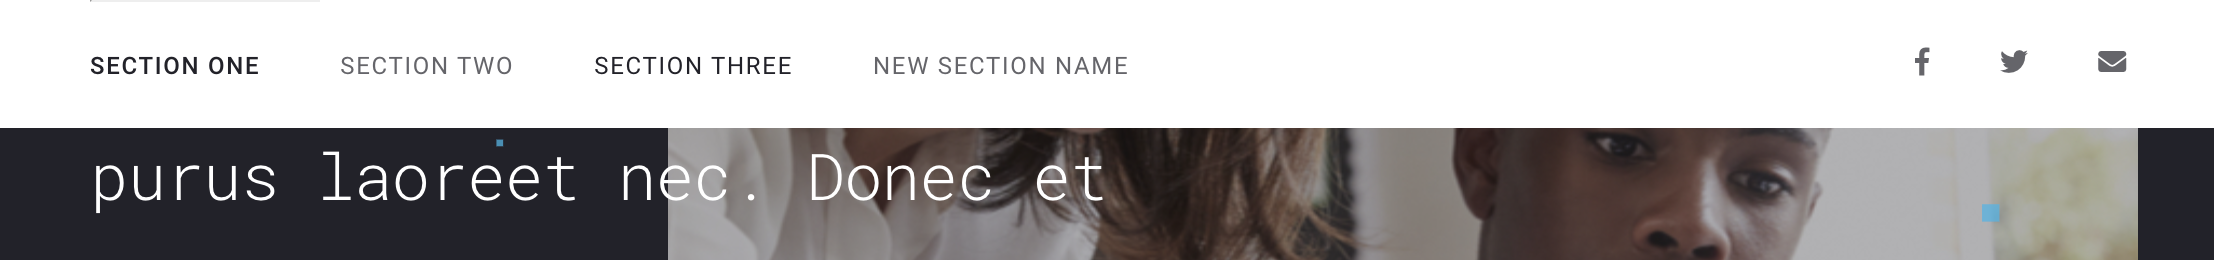 SECTION ONE SECTION TWO SECTION THREE NEW SECTION NAME
purus laoreet nec. Donec et